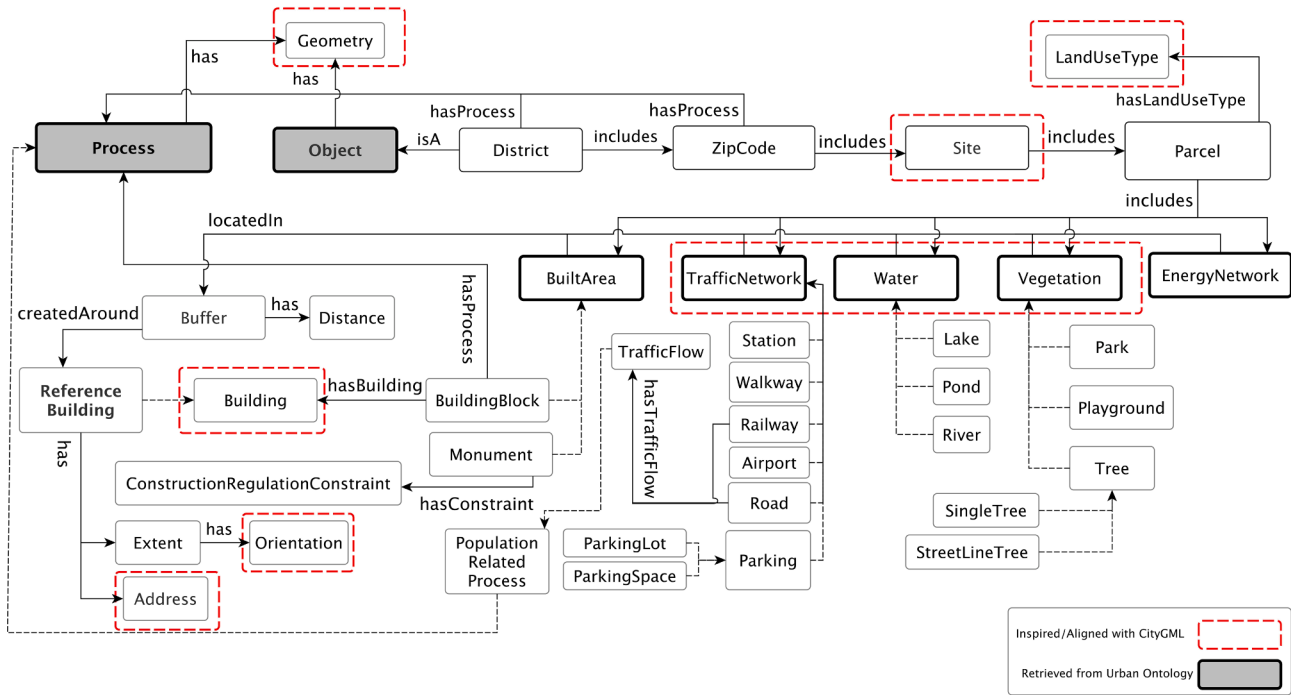 Geometry
LandUseType
has
has
hasProcess
hasProcess
hasLandUseType
Process
Object
isA
District
includes
ZipCode
includes
Site
includes
Parcel
includes
locatedIn
BuiltArea
TrafficNetwork
Water
Vegetation
EnergyNetwork
createdAround
Buffer
has
Distance
hasProcess
TrafficFlow
Station
Lake
Park
Walkway
Pond
Reference
Building
Building
hasBuilding
BuildingBlock
hasTrafficFlow
Railway
River
Playground
has
Monument
Airport
Tree
ConstructionRegulationConstraint
hasConstraint
Road
SingleTree
Extent
has
Orientation
Population
Related
Process
ParkingLot
ParkingSpace
Parking
StreetLineTree
Address
Inspired/Aligned with CityGML
Retrieved from Urban Ontology